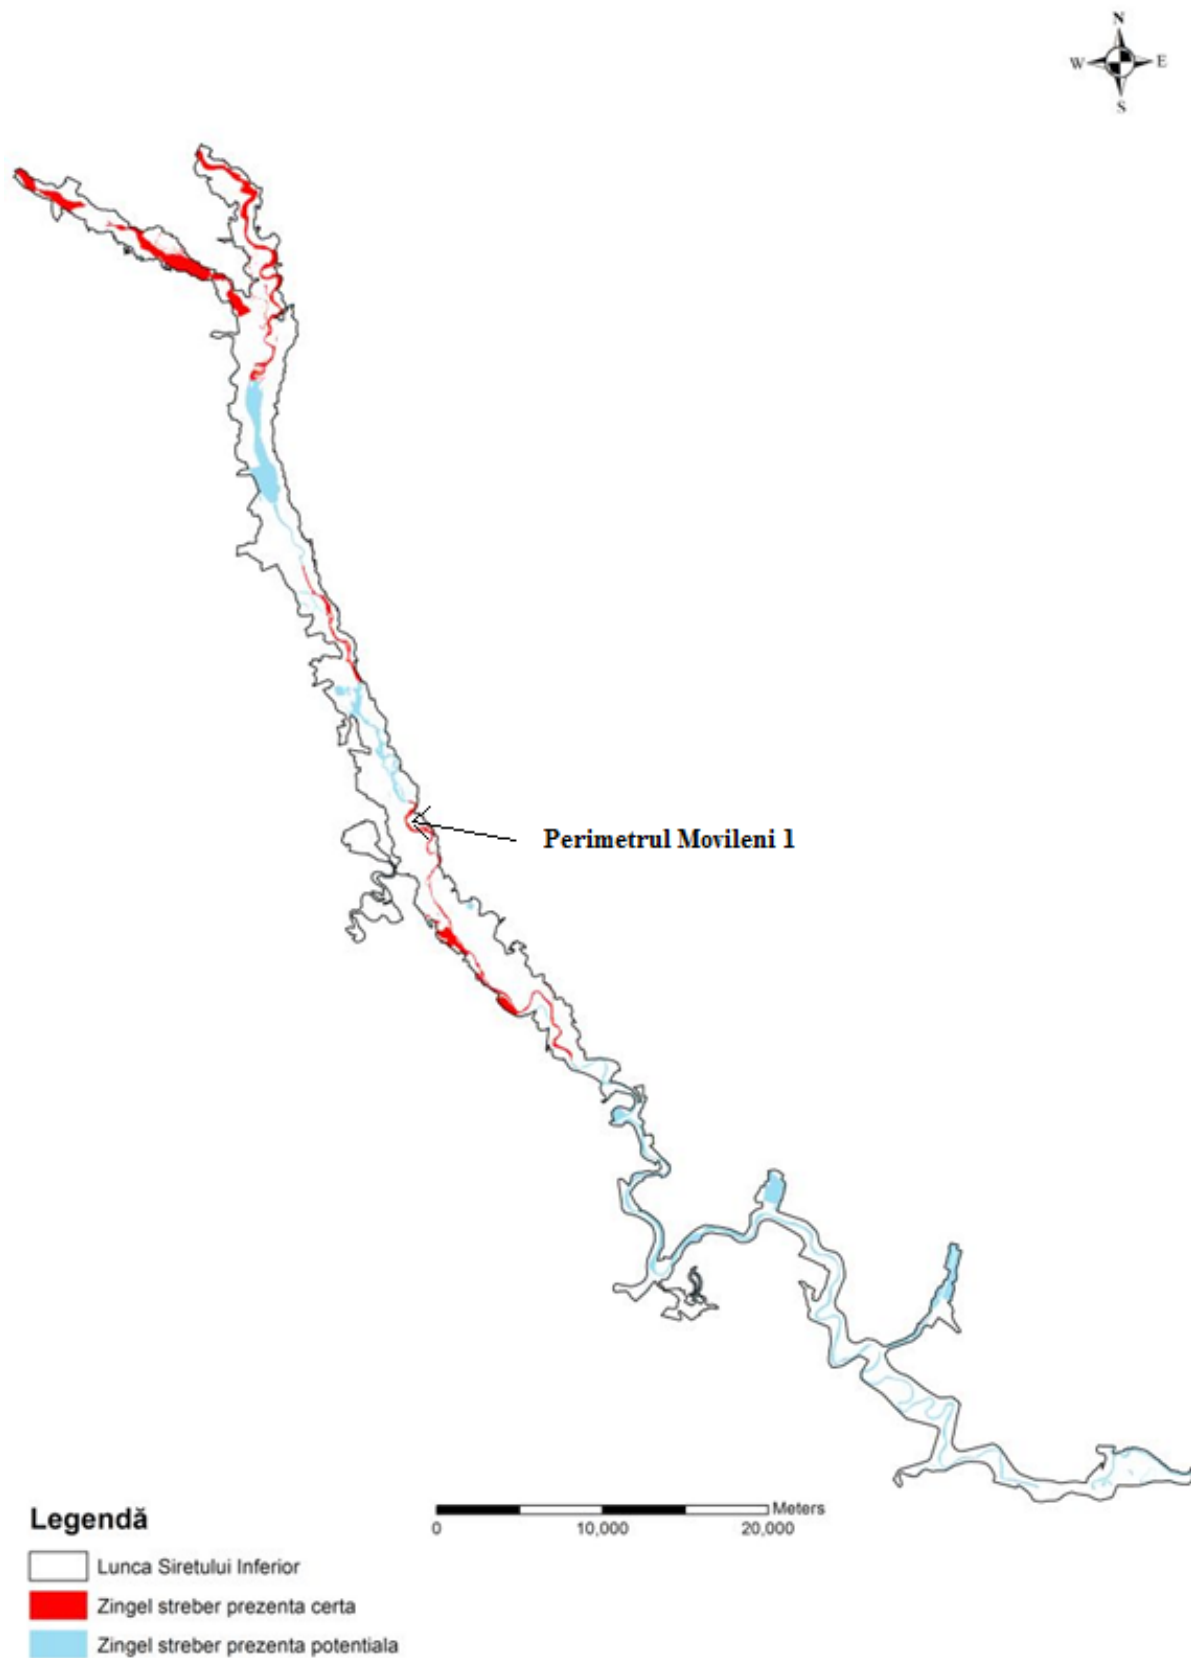 N
W E
S
Perimetrul Movileni 1
Legendă
Meters
0 10,000 20,000
Lunca Siretului Inferior
Zingel streber prezenta certa
Zingel streber prezenta potentiala